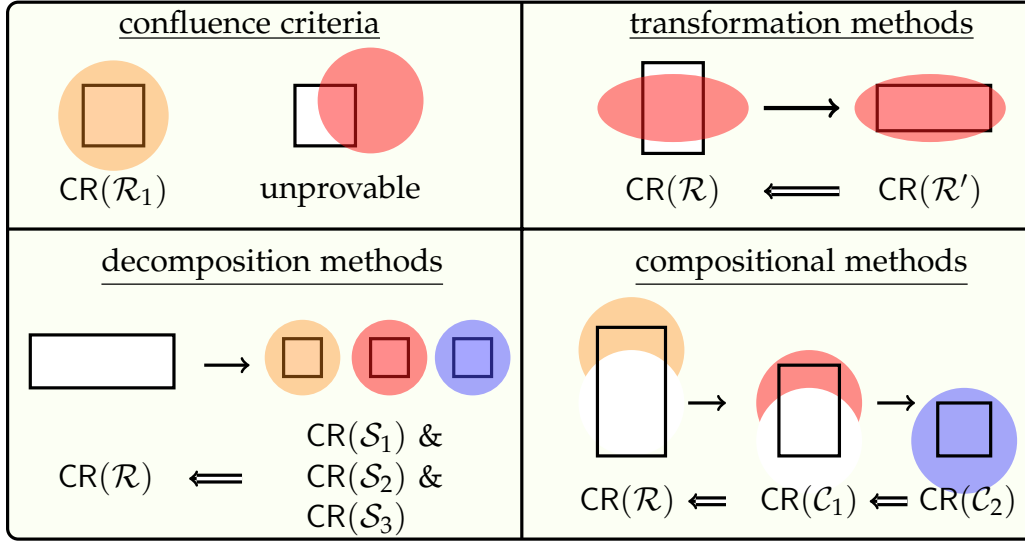 confluence criteria
CR(ℛ₁)
unprovable
transformation methods
CR(ℛ) ⟸ CR(ℛ′)
decomposition methods
CR(𝒮₁) &
CR(ℛ) ⟸ CR(𝒮₂) &
CR(𝒮₃)
compositional methods
CR(ℛ) ⟸ CR(𝒞₁) ⟸ CR(𝒞₂)